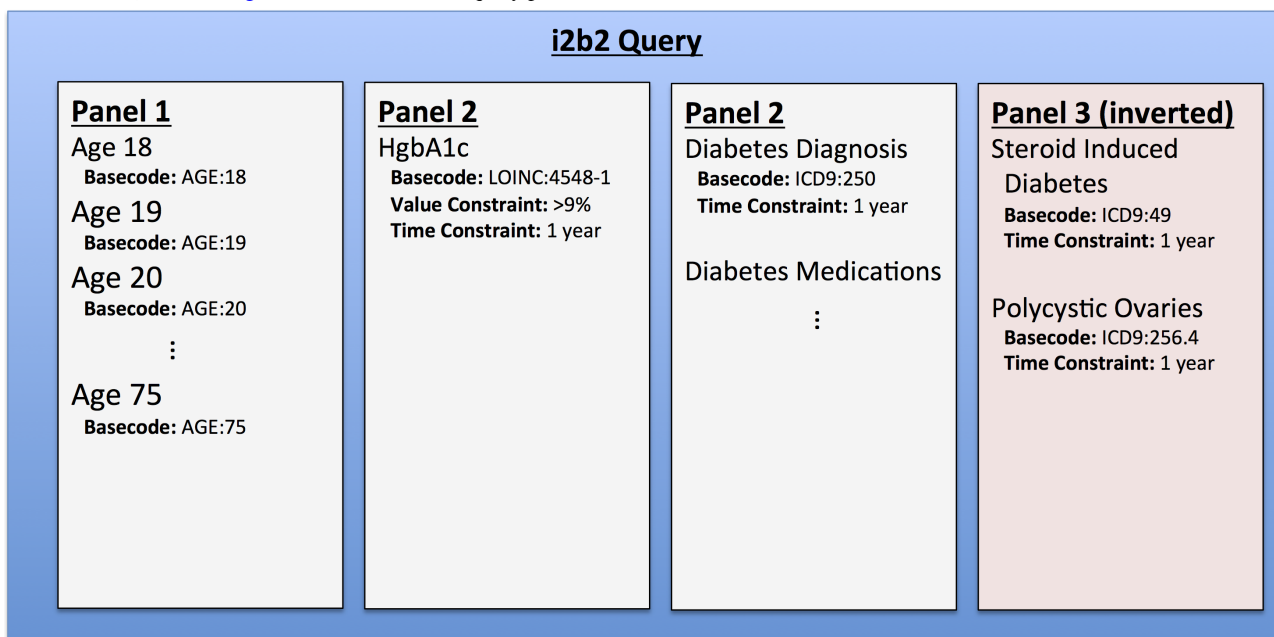 i2b2 Query
Panel 1
Age 18
Basecode: AGE:18
Age 19
Basecode: AGE:19
Age 20
Basecode: AGE:20
⋮
Age 75
Basecode: AGE:75
Panel 2
HgbA1c
Basecode: LOINC:4548-1
Value Constraint: >9%
Time Constraint: 1 year
Panel 2
Diabetes Diagnosis
Basecode: ICD9:250
Time Constraint: 1 year
Diabetes Medications
⋮
Panel 3 (inverted)
Steroid Induced
Diabetes
Basecode: ICD9:49
Time Constraint: 1 year
Polycystic Ovaries
Basecode: ICD9:256.4
Time Constraint: 1 year